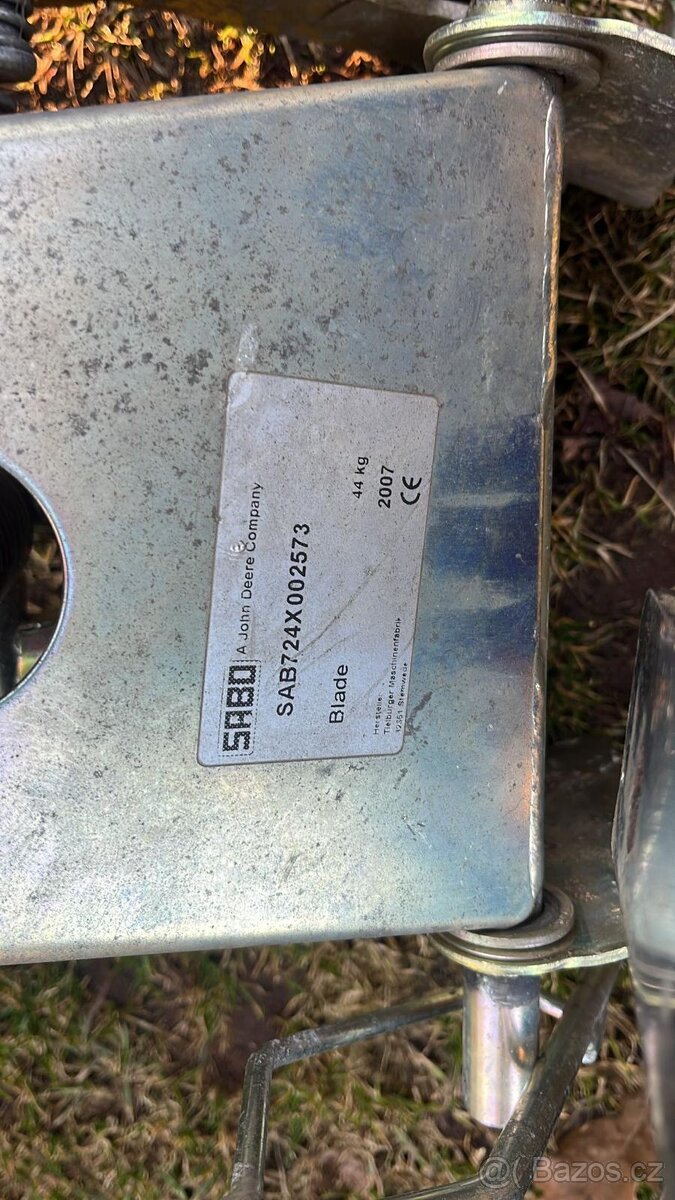 SABO A John Deere Company
SAB724X002573
Blade
44 kg
2007
CE
Hersteller:
Tielbürger Maschinenfabrik
Stemwede
@( Bazos.cz